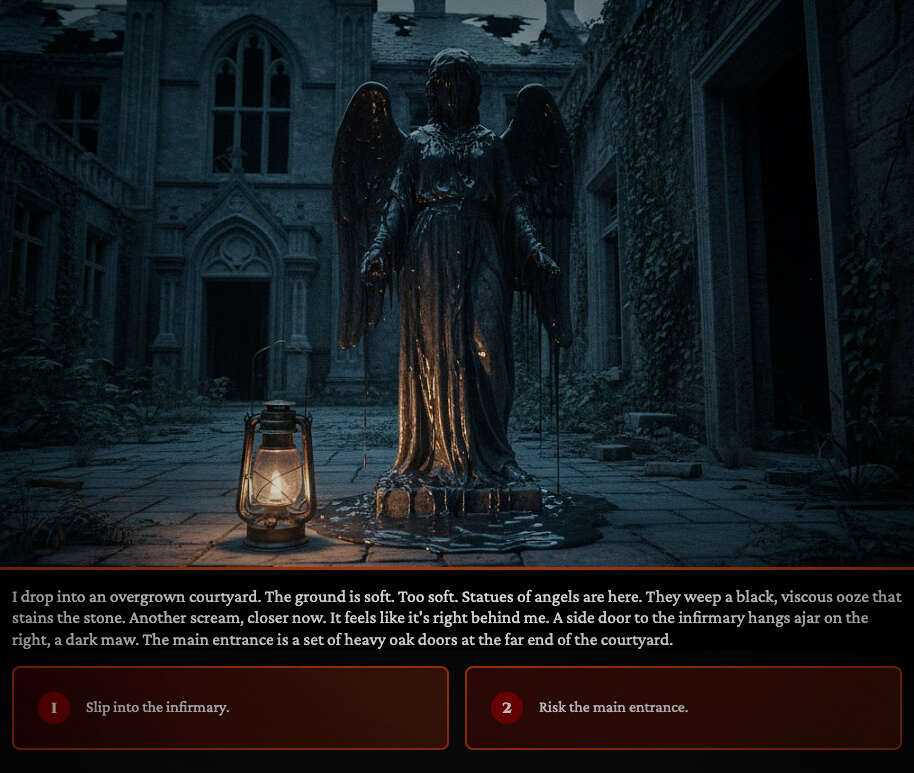 I drop into an overgrown courtyard. The ground is soft. Too soft. Statues of angels are here. They weep a black, viscous ooze that
stains the stone. Another scream, closer now. It feels like it's right behind me. A side door to the infirmary hangs ajar on the
right, a dark maw. The main entrance is a set of heavy oak doors at the far end of the courtyard.
1 Slip into the infirmary.
2 Risk the main entrance.